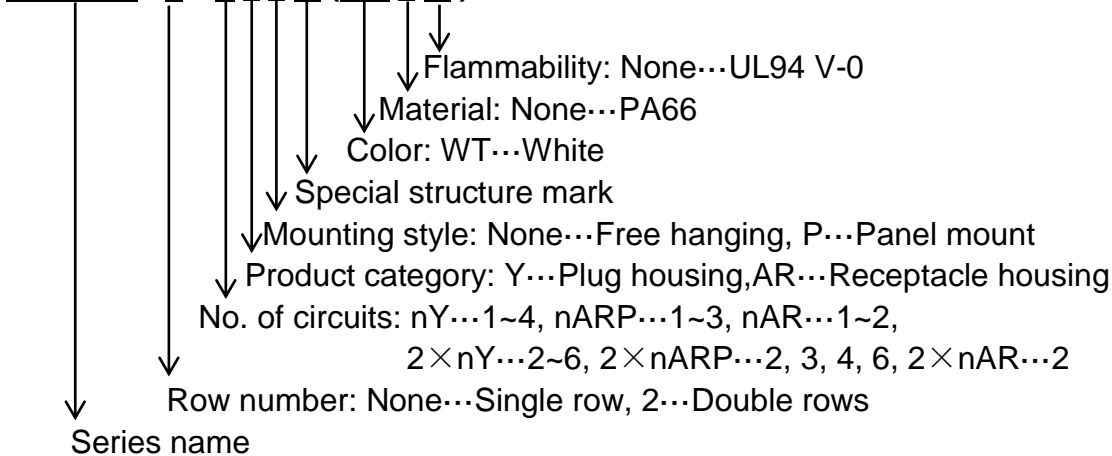 Flammability: None···UL94 V-0
Material: None···PA66
Color: WT···White
Special structure mark
Mounting style: None···Free hanging, P···Panel mount
Product category: Y···Plug housing,AR···Receptacle housing
No. of circuits: nY···1~4, nARP···1~3, nAR···1~2,
2×nY···2~6, 2×nARP···2, 3, 4, 6, 2×nAR···2
Row number: None···Single row, 2···Double rows
Series name